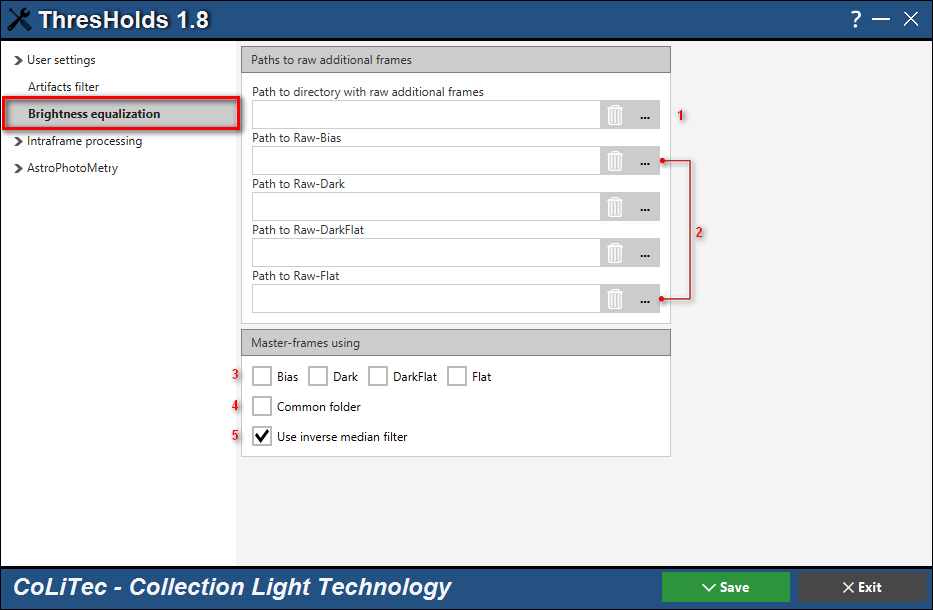 ThresHolds 1.8
?
User settings
Artifacts filter
Brightness equalization
Intraframe processing
AstroPhotoMetry
Paths to raw additional frames
Path to directory with raw additional frames
... 1
Path to Raw-Bias
...
Path to Raw-Dark
...
2
Path to Raw-DarkFlat
...
Path to Raw-Flat
...
Master-frames using
3 Bias Dark DarkFlat Flat
4 Common folder
5 Use inverse median filter
CoLiTec - Collection Light Technology
Save
Exit